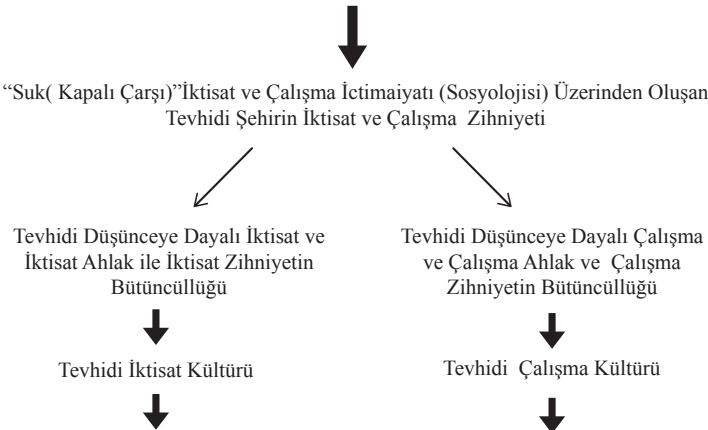 “Suk( Kapalı Çarşı)”İktisat ve Çalışma İctimaiyatı (Sosyolojisi) Üzerinden Oluşan
Tevhidi Şehirin İktisat ve Çalışma Zihniyeti
Tevhidi Düşünceye Dayalı İktisat ve
İktisat Ahlak ile İktisat Zihniyetin
Bütüncüllüğü
Tevhidi Düşünceye Dayalı Çalışma
ve Çalışma Ahlak ve Çalışma
Zihniyetin Bütüncüllüğü
Tevhidi İktisat Kültürü
Tevhidi Çalışma Kültürü